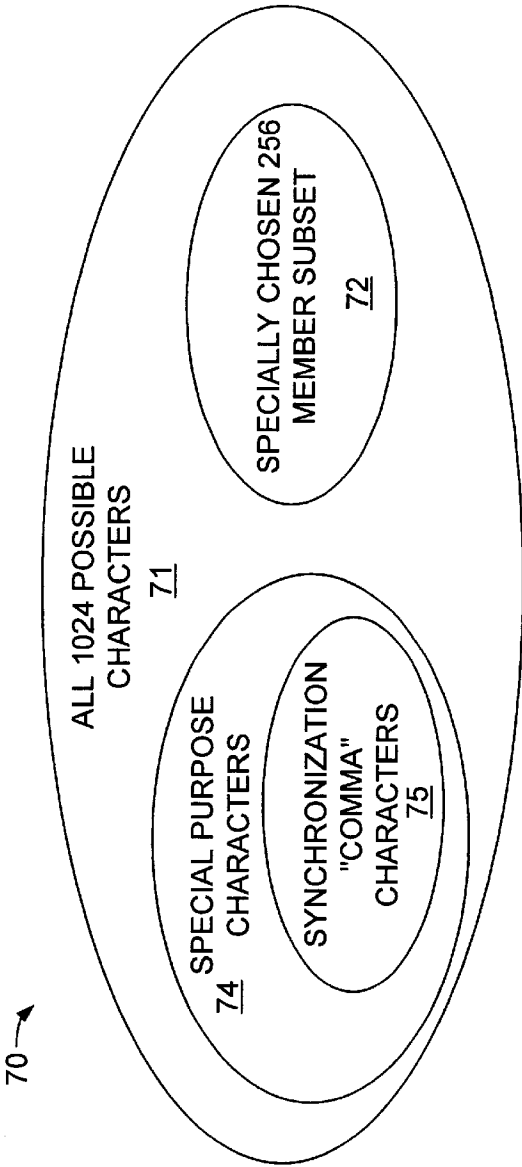 70
ALL 1024 POSSIBLE
CHARACTERS
71
SPECIAL PURPOSE
CHARACTERS
74
SYNCHRONIZATION
"COMMA"
CHARACTERS
75
SPECIALLY CHOSEN 256
MEMBER SUBSET
72